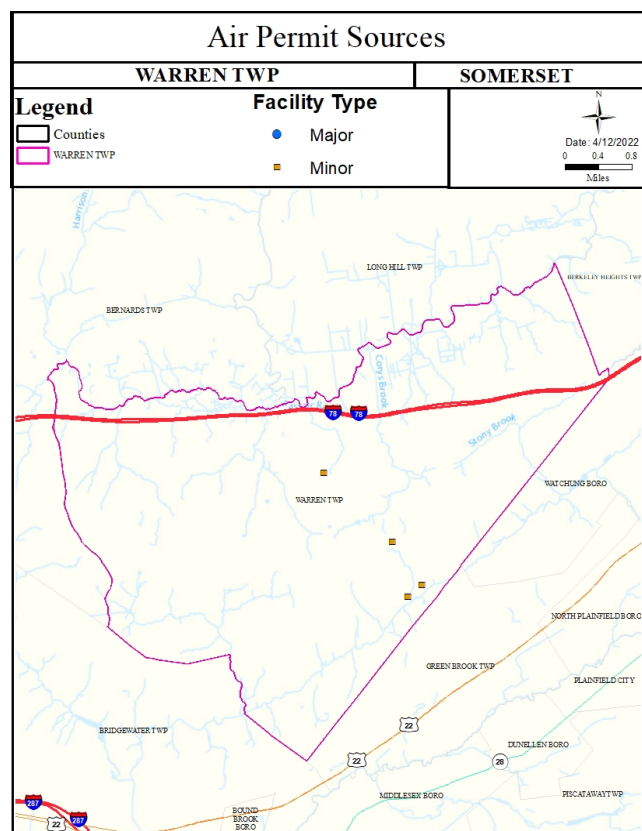 Air Permit Sources
WARREN TWP
SOMERSET
Legend
Facility Type
Counties
WARREN TWP
Major
Minor
N
Date: 4/12/2022
0 0.4 0.8
Miles
Harrison
LONG HILL TWP
BERKELEY HEIGHTS TWP
BERNARDS TWP
Corys Brook
78
78
Stony Brook
WATCHUNG BORO
WARREN TWP
NORTH PLAINFIELD BORO
GREEN BROOK TWP
PLAINFIELD CITY
BRIDGEWATER TWP
22
22
DUNELLEN BORO
28
287
287
22
MIDDLESEX BORO
PISCATAWAY TWP
BOUND
BROOK
BORO